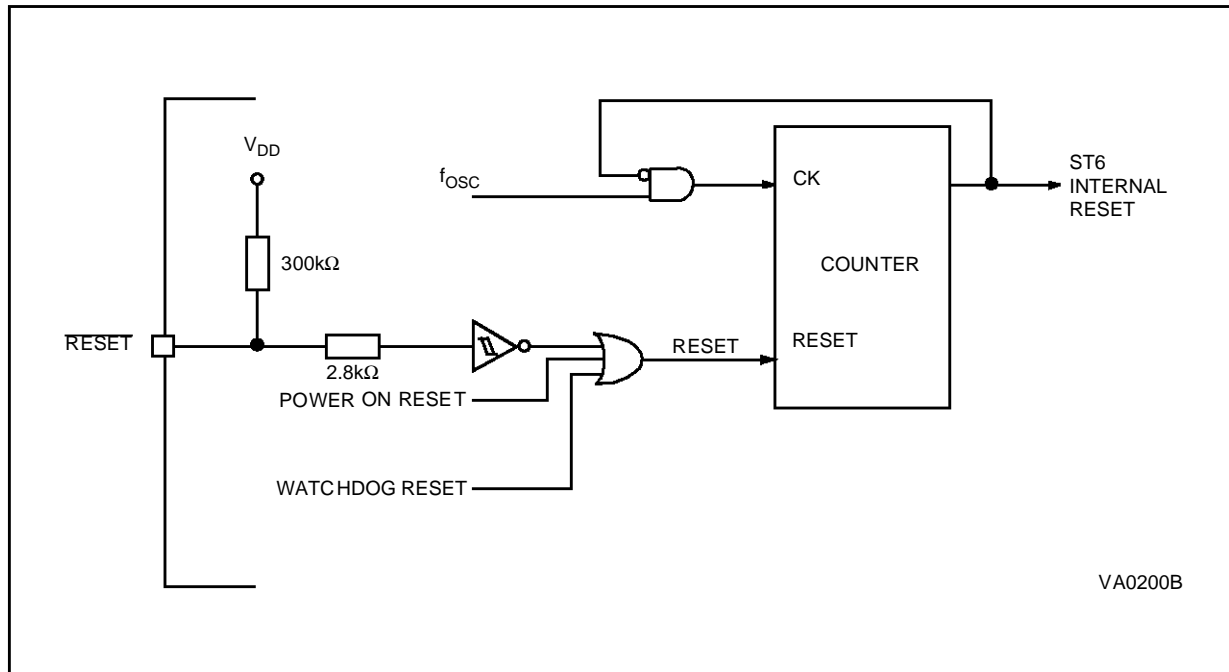 V_DD
f_OSC
CK
ST6
INTERNAL
RESET
300kΩ
COUNTER
RESET
2.8kΩ
RESET
RESET
POWER ON RESET
WATCHDOG RESET
VA0200B